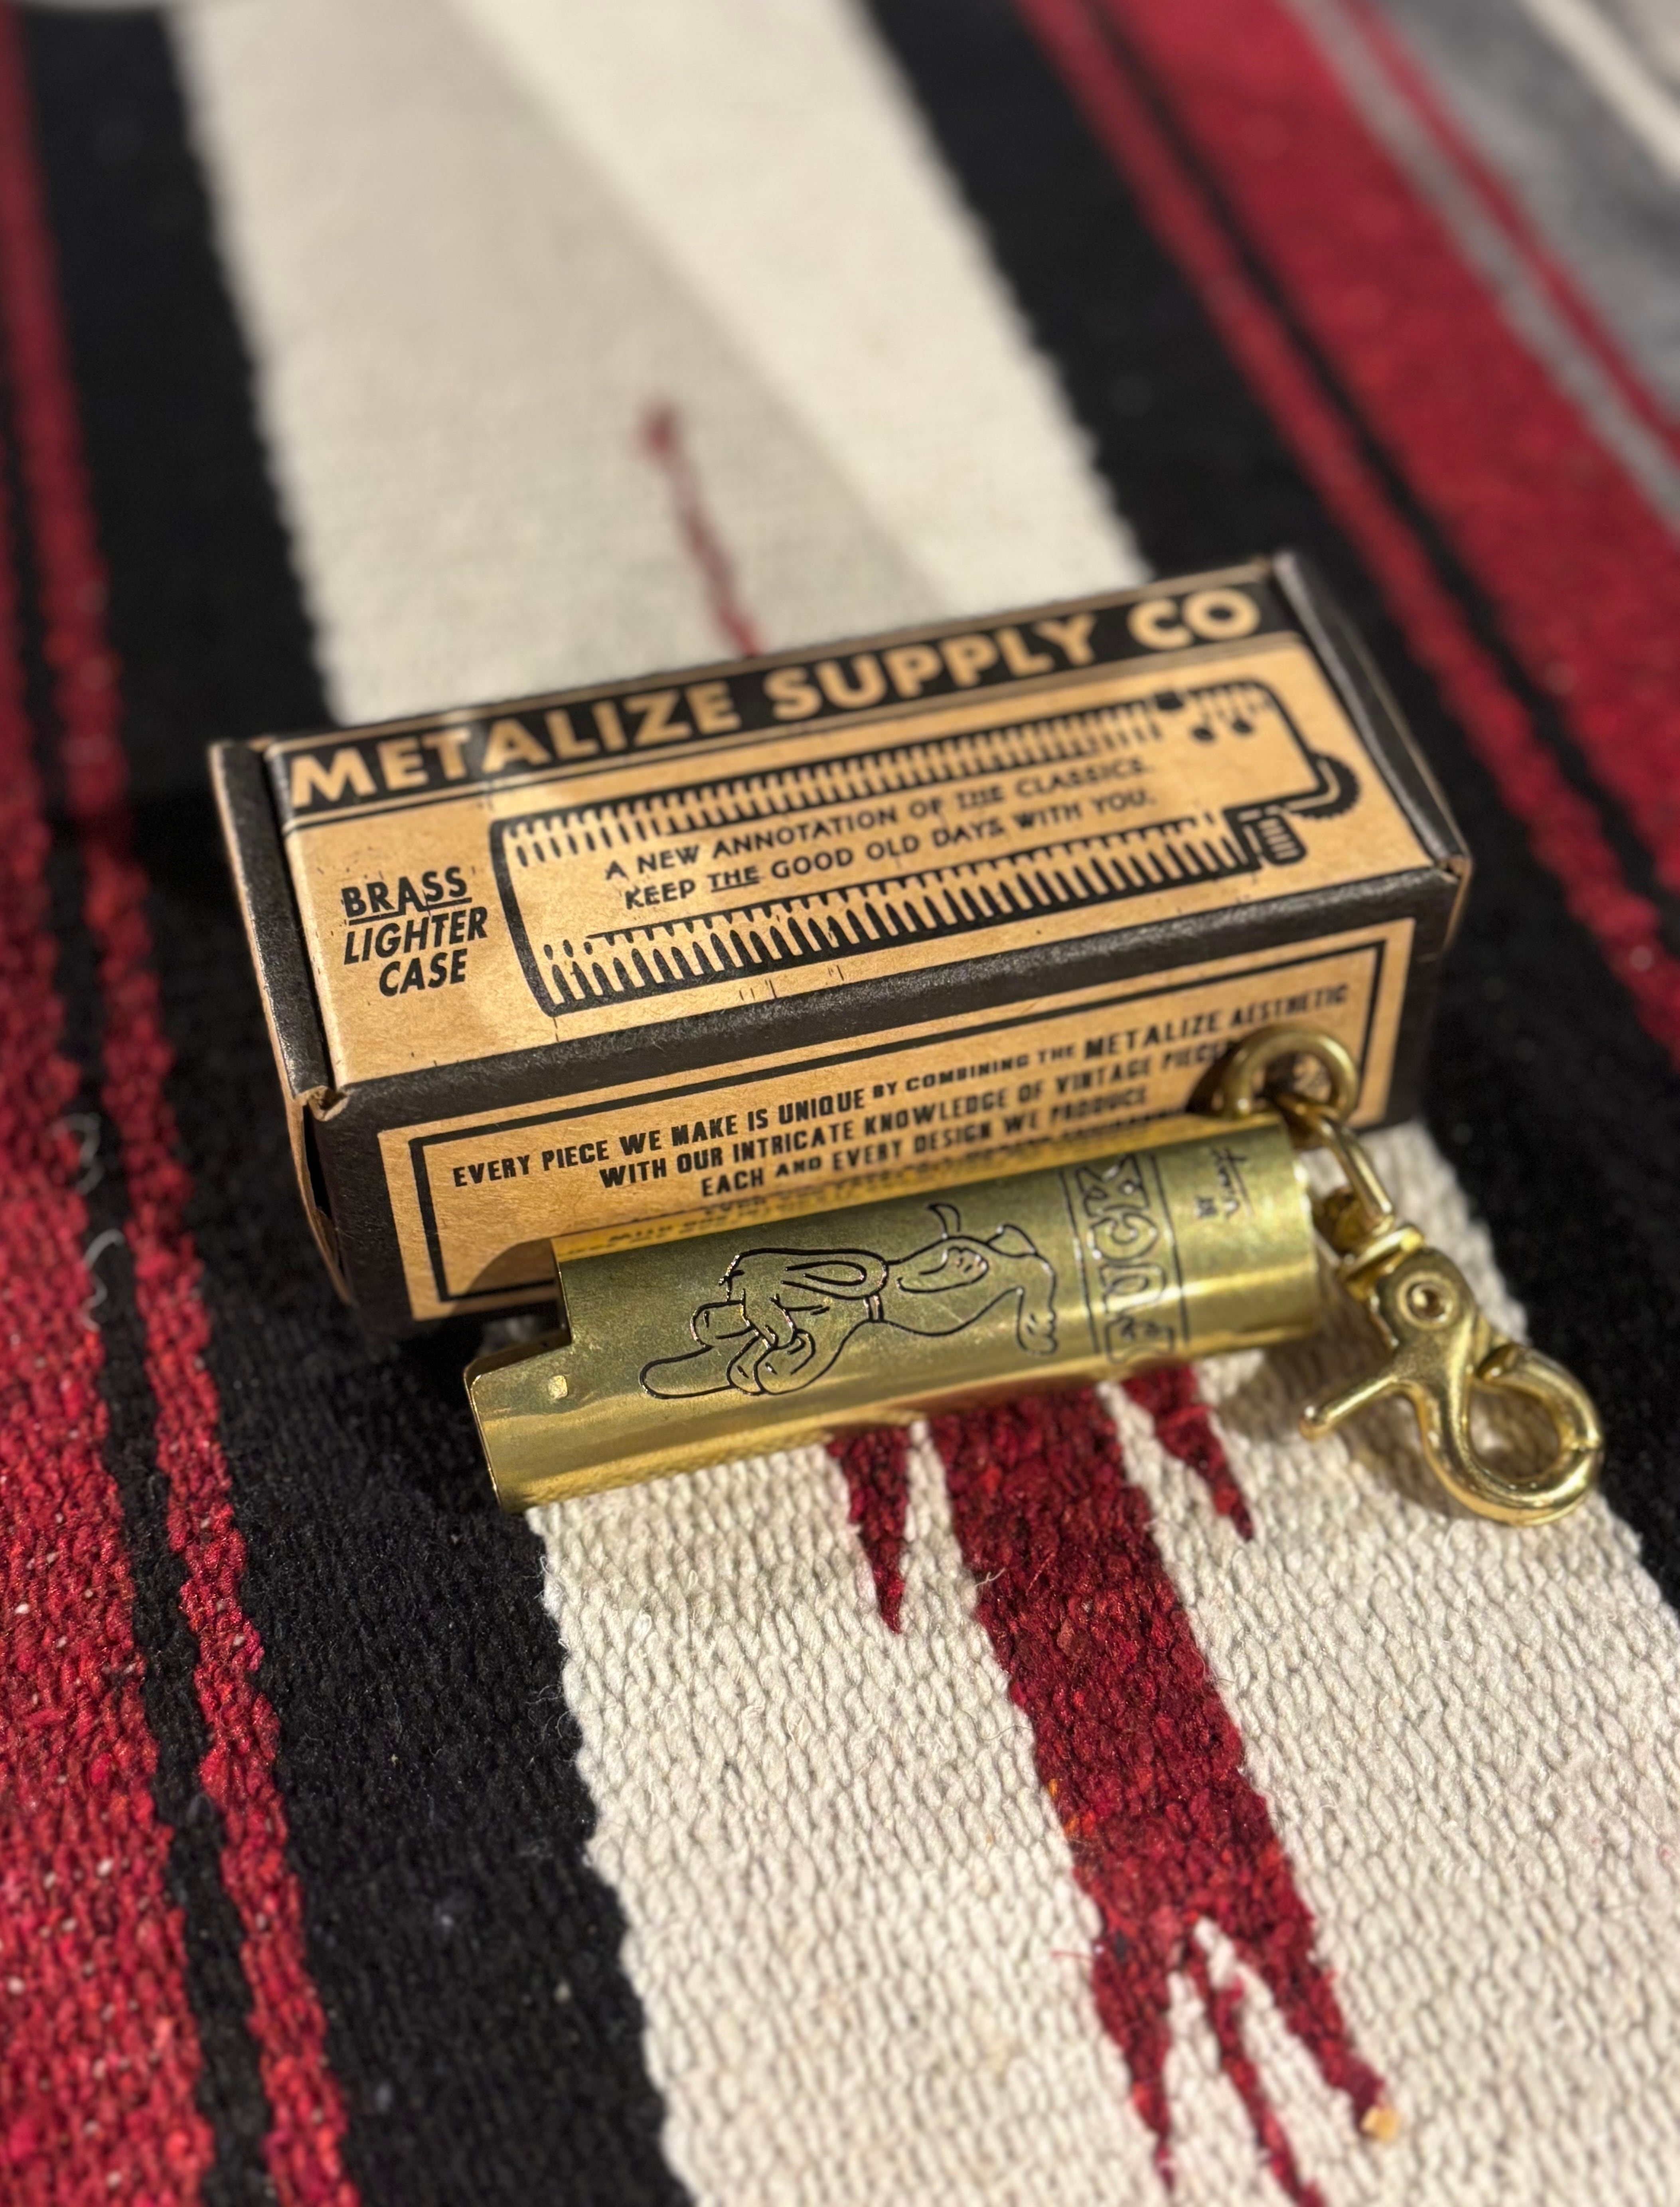 METALIZE SUPPLY CO
BRASS
LIGHTER
CASE
A NEW ANNOTATION OF THE CLASSICS.
KEEP THE GOOD OLD DAYS WITH YOU.
EVERY PIECE WE MAKE IS UNIQUE BY COMBINING THE METALIZE AESTHETIC
WITH OUR INTRICATE KNOWLEDGE OF VINTAGE PIECES
EACH AND EVERY DESIGN WE PRODUCE
FUCK